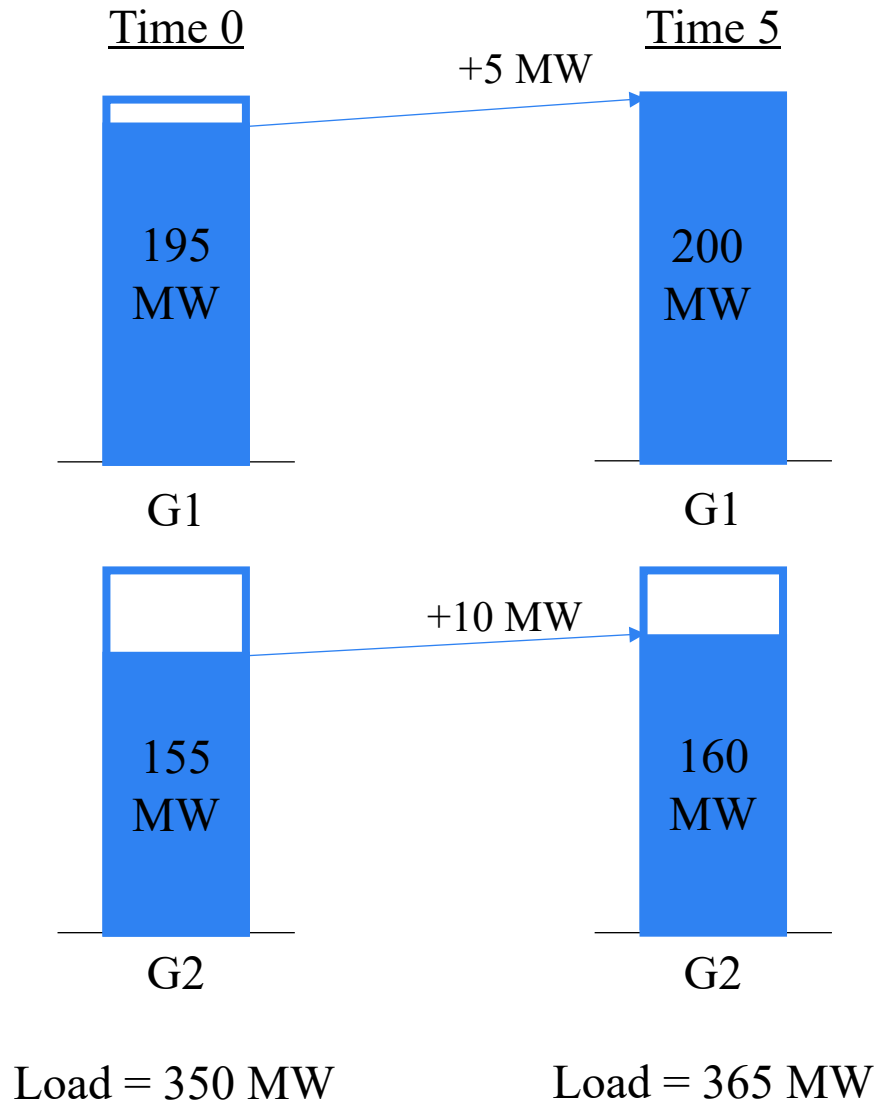 Time 0
Time 5
+5 MW
195
MW
200
MW
G1
G1
+10 MW
155
MW
160
MW
G2
G2
Load = 350 MW
Load = 365 MW